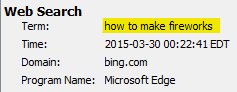 Web Search
Term: how to make fireworks
Time: 2015-03-30 00:22:41 EDT
Domain: bing.com
Program Name: Microsoft Edge